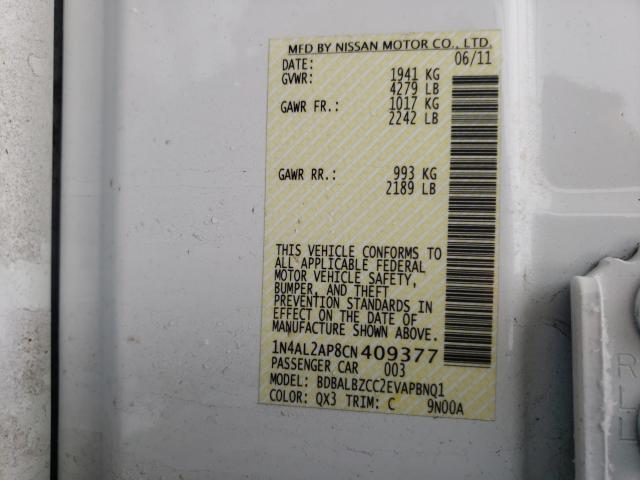 MFD BY NISSAN MOTOR CO., LTD.
DATE: 06/11
GVWR: 1941 KG
4279 LB
GAWR FR.: 1017 KG
2242 LB
GAWR RR.: 993 KG
2189 LB
THIS VEHICLE CONFORMS TO
ALL APPLICABLE FEDERAL
MOTOR VEHICLE SAFETY,
BUMPER, AND THEFT
PREVENTION STANDARDS IN
EFFECT ON THE DATE OF
MANUFACTURE SHOWN ABOVE.
1N4AL2AP8CN409377
PASSENGER CAR 003
MODEL: BDBALBZCC2EVAPBNQ1
COLOR: QX3 TRIM: C 9N00A